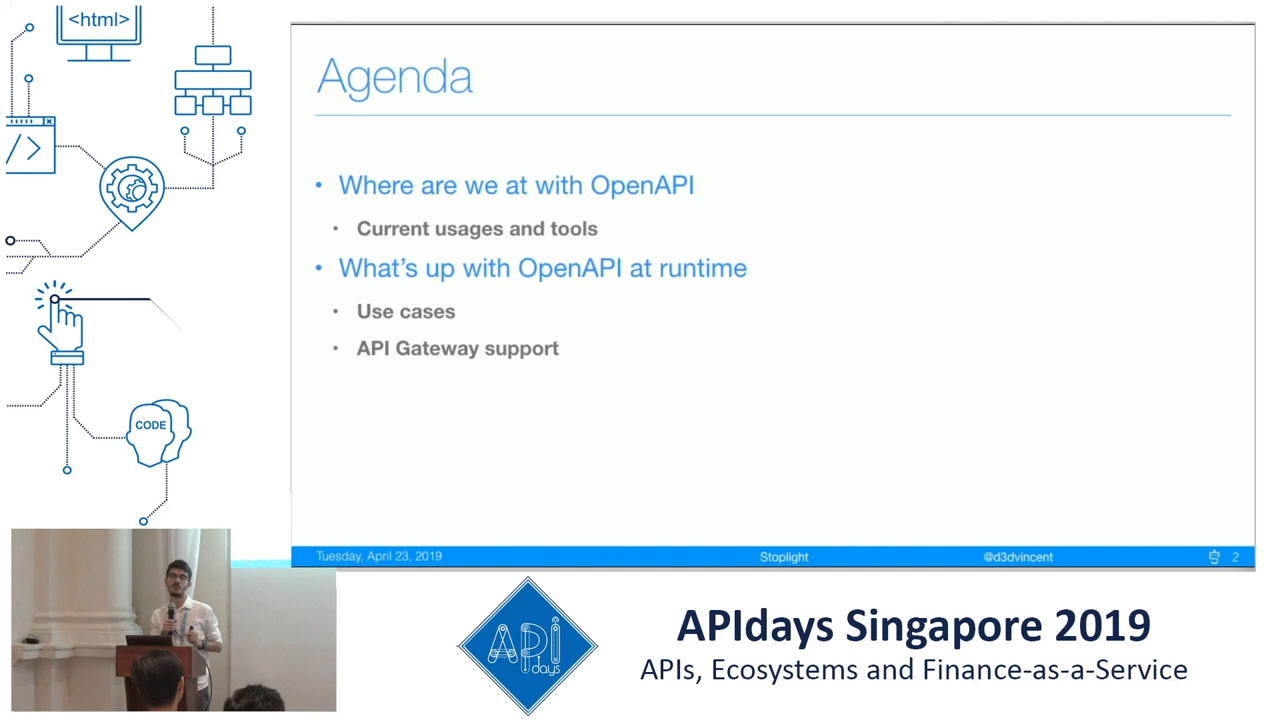 <html>
</>
CODE
Agenda
• Where are we at with OpenAPI
• Current usages and tools
• What's up with OpenAPI at runtime
• Use cases
• API Gateway support
Tuesday, April 23, 2019
Stoplight
@d3dvincent
2
API
days
APIdays Singapore 2019
APIs, Ecosystems and Finance-as-a-Service